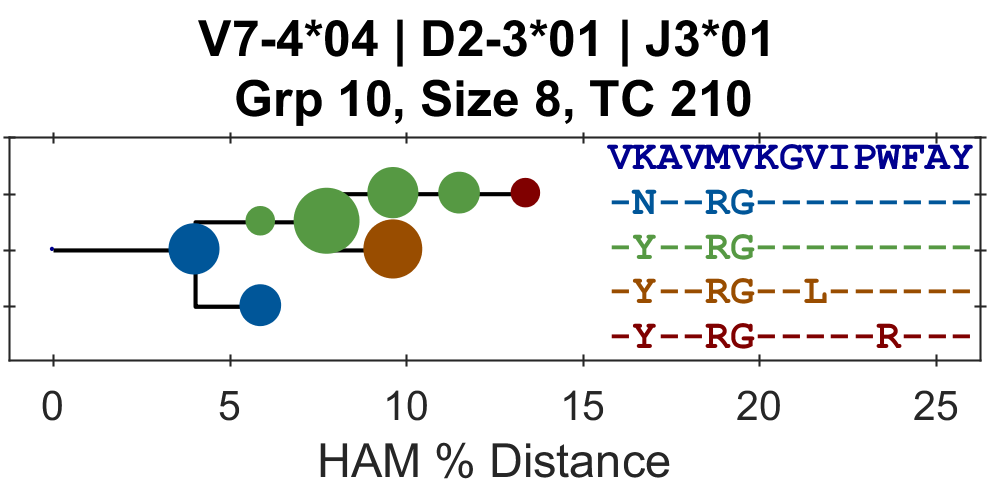 V7-4*04 | D2-3*01 | J3*01
Grp 10, Size 8, TC 210
VKAVMVKGVIPWFAY
-N--RG---------
-Y--RG---------
-Y--RG--L------
-Y--RG-----R---
0 5 10 15 20 25
HAM % Distance